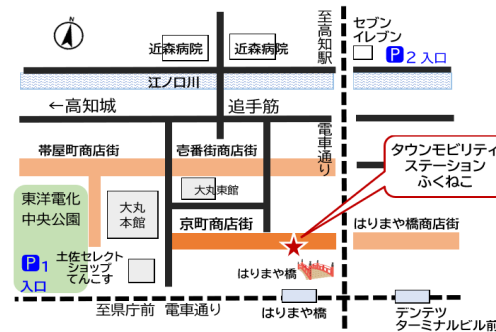 N
至高知駅
セブン
イレブン
近森病院
近森病院
P2 入口
江ノ口川
←高知城
追手筋
電車通り
帯屋町商店街
壱番街商店街
タウンモビリティ
ステーション
ふくねこ
大丸東館
東洋電化
中央公園
大丸
本館
京町商店街
はりまや橋商店街
土佐セレクト
ショップ
てんこす
P1
入口
はりまや橋
至県庁前 電車通り
はりまや橋
デンテツ
ターミナルビル前